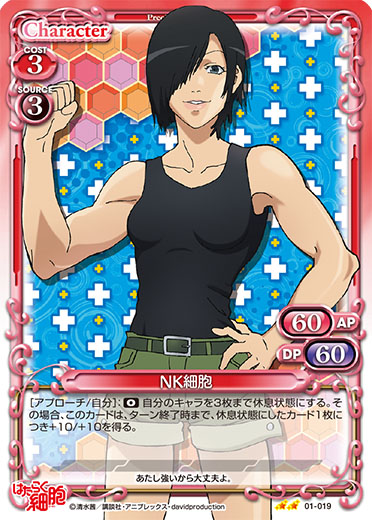 Character
COST
3
SOURCE
3
60 AP
DP 60
NK細胞
[アプローチ/自分]:自分のキャラを3枚まで休息状態にする。そ
の場合、このカードは、ターン終了時まで、休息状態にしたカード1枚に
つき+10/+10を得る。
あたし強いから大丈夫よ。
はたらく
細胞
©清水茜/講談社・アニプレックス・davidproduction
01-019